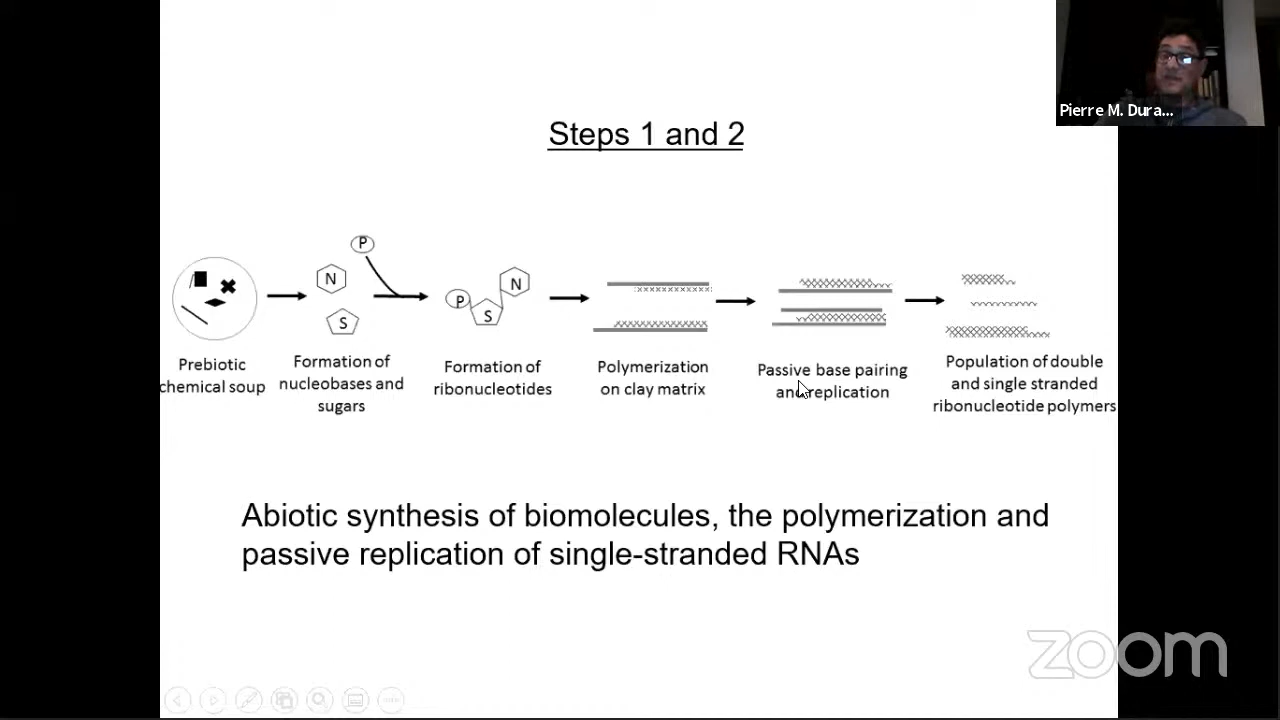 Pierre M. Dura...
Steps 1 and 2
P
N
S
P
S
N
Prebiotic
chemical soup
Formation of
nucleobases and
sugars
Formation of
ribonucleotides
Polymerization
on clay matrix
Passive base pairing
and replication
Population of double
and single stranded
ribonucleotide polymers
Abiotic synthesis of biomolecules, the polymerization and
passive replication of single-stranded RNAs
zoom